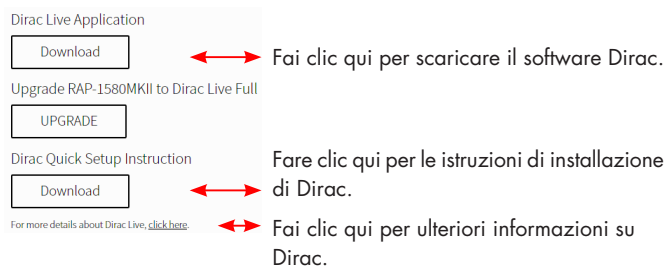 Dirac Live Application
Download
Fai clic qui per scaricare il software Dirac.
Upgrade RAP-1580MKII to Dirac Live Full
UPGRADE
Dirac Quick Setup Instruction
Download
Fare clic qui per le istruzioni di installazione
di Dirac.
For more details about Dirac Live, click here.
Fai clic qui per ulteriori informazioni su
Dirac.